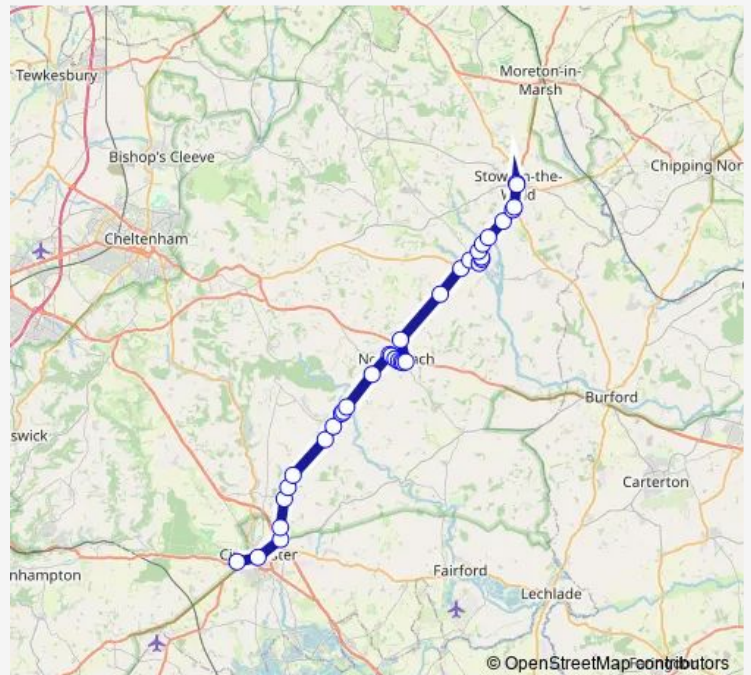 Tewkesbury
Moreton-in-
Marsh
Bishop's Cleeve
Chipping Nor
Cheltenham
Burford
swick
Carterton
nhampton
Fairford
Lechlade
© OpenStreetMap contributors